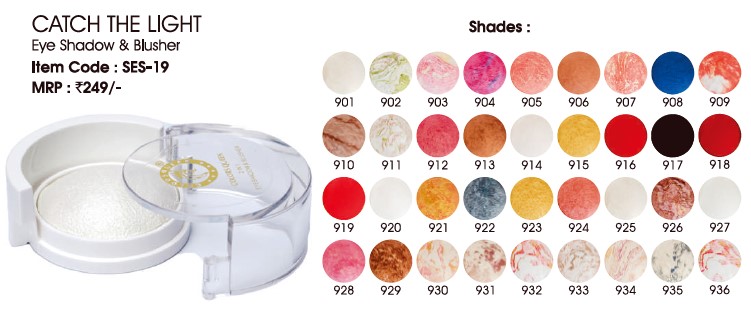 CATCH THE LIGHT
Eye Shadow & Blusher
Item Code : SES-19
MRP : ₹249/-
Shades :
901 902 903 904 905 906 907 908 909
910 911 912 913 914 915 916 917 918
919 920 921 922 923 924 925 926 927
928 929 930 931 932 933 934 935 936